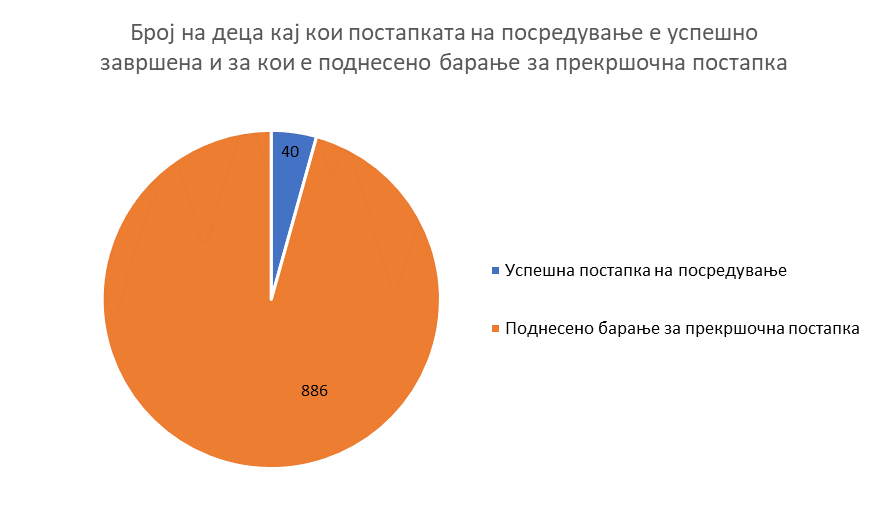 Број на деца кај кои постапката на посредување е успешно
завршена и за кои е поднесено барање за прекршочна постапка
40
886
Успешна постапка на посредување
Поднесено барање за прекршочна постапка